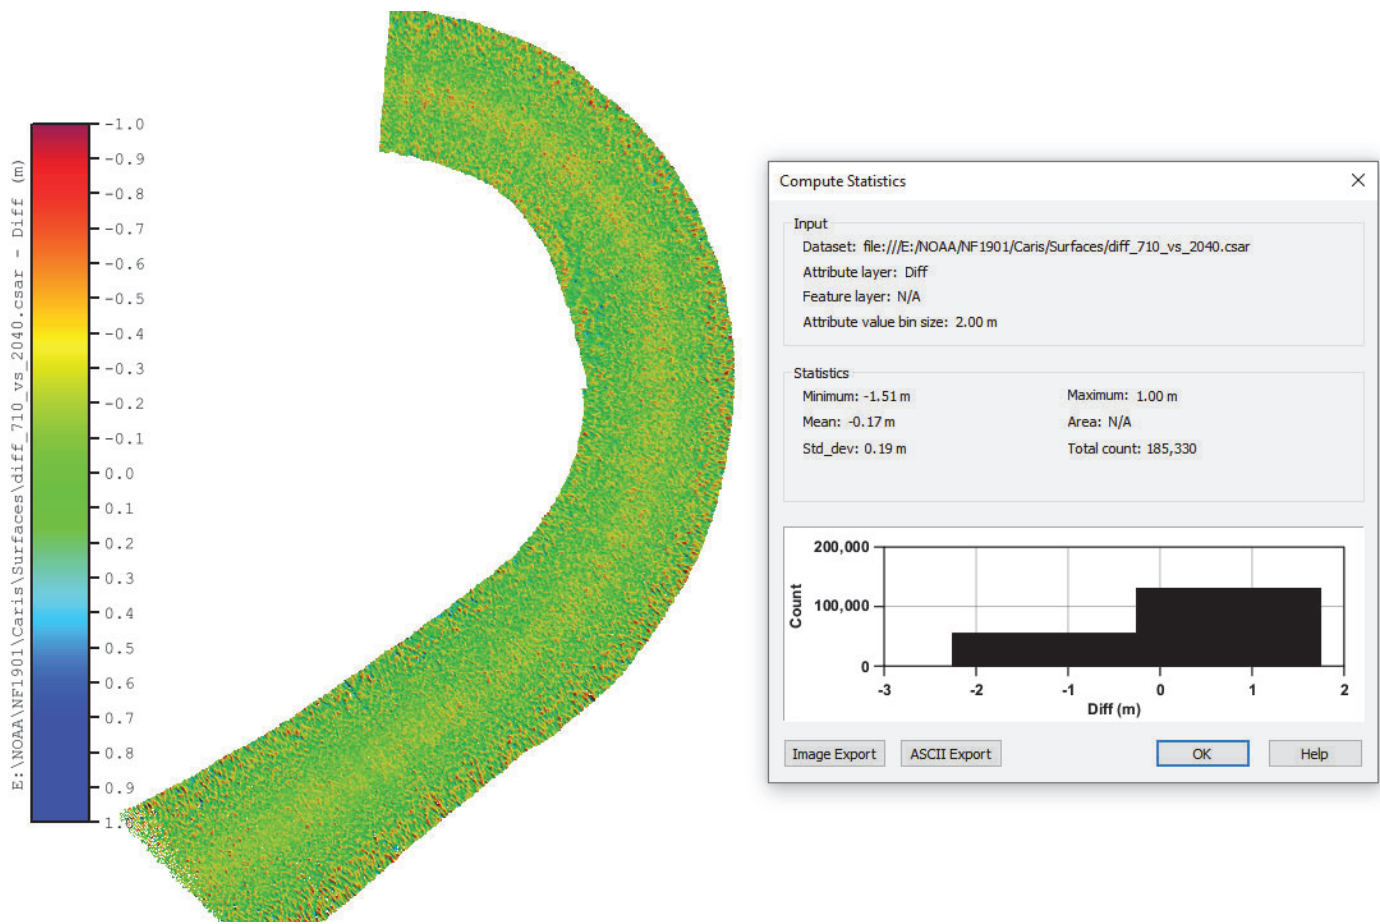 E:\NOAA\NF1901\Caris\Surfaces\diff_710_vs_2040.csar - Diff (m)
-1.0
-0.9
-0.8
-0.7
-0.6
-0.5
-0.4
-0.3
-0.2
-0.1
0.0
0.1
0.2
0.3
0.4
0.5
0.6
0.7
0.8
0.9
1.0
Compute Statistics
Input
Dataset: file:///E:/NOAA/NF1901/Caris/Surfaces/diff_710_vs_2040.csar
Attribute layer: Diff
Feature layer: N/A
Attribute value bin size: 2.00 m
Statistics
Minimum: -1.51 m Maximum: 1.00 m
Mean: -0.17 m Area: N/A
Std_dev: 0.19 m Total count: 185,330
200,000
100,000
0
Count
-3 -2 -1 0 1 2
Diff (m)
Image Export ASCII Export OK Help